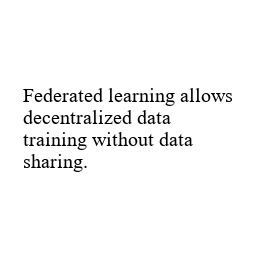 Federated learning allows
decentralized data
training without data
sharing.